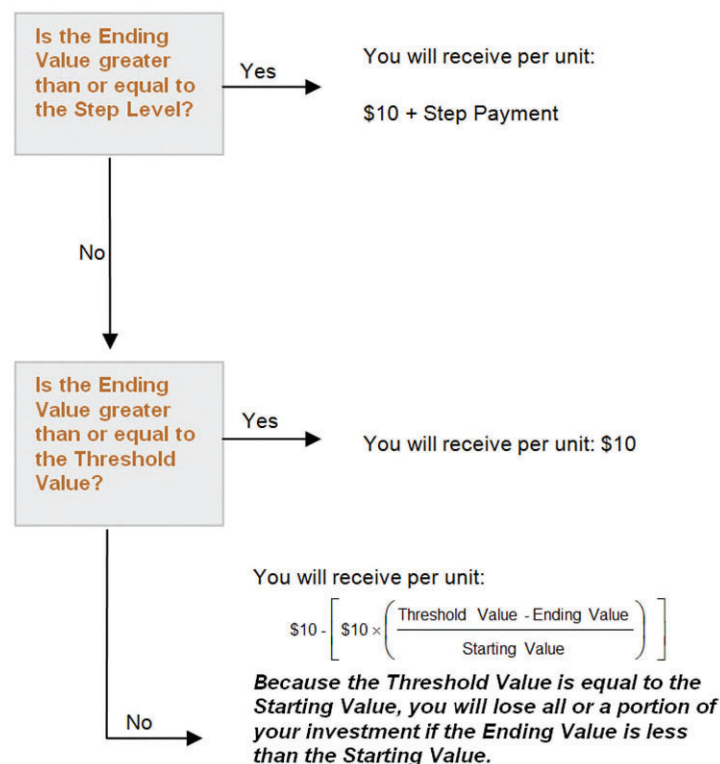 Is the Ending
Value greater
than or equal to
the Step Level?
Yes
You will receive per unit:
$10 + Step Payment
No
Is the Ending
Value greater
than or equal to
the Threshold
Value?
Yes
You will receive per unit: $10
You will receive per unit:
$10 - [ $10 × ( Threshold Value - Ending Value / Starting Value ) ]
Because the Threshold Value is equal to the
Starting Value, you will lose all or a portion of
your investment if the Ending Value is less
than the Starting Value.
No